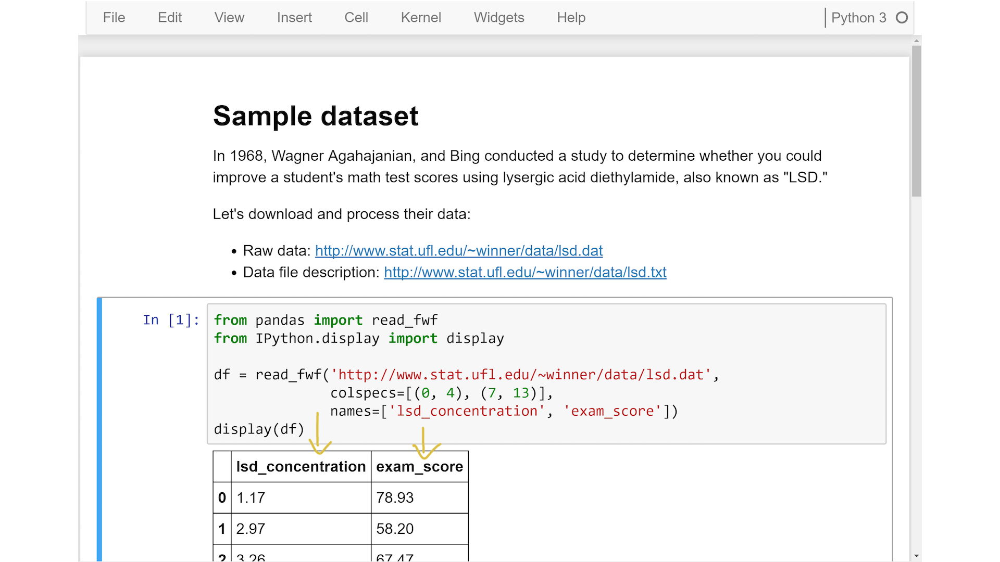 File Edit View Insert Cell Kernel Widgets Help Python 3
Sample dataset
In 1968, Wagner Agahajanian, and Bing conducted a study to determine whether you could
improve a student's math test scores using lysergic acid diethylamide, also known as "LSD."
Let's download and process their data:
• Raw data: http://www.stat.ufl.edu/~winner/data/lsd.dat
• Data file description: http://www.stat.ufl.edu/~winner/data/lsd.txt
In [1]: from pandas import read_fwf
from IPython.display import display
df = read_fwf('http://www.stat.ufl.edu/~winner/data/lsd.dat',
colspecs=[(0, 4), (7, 13)],
names=['lsd_concentration', 'exam_score'])
display(df)
lsd_concentration exam_score
0 1.17 78.93
1 2.97 58.20
2 3.26 67.47